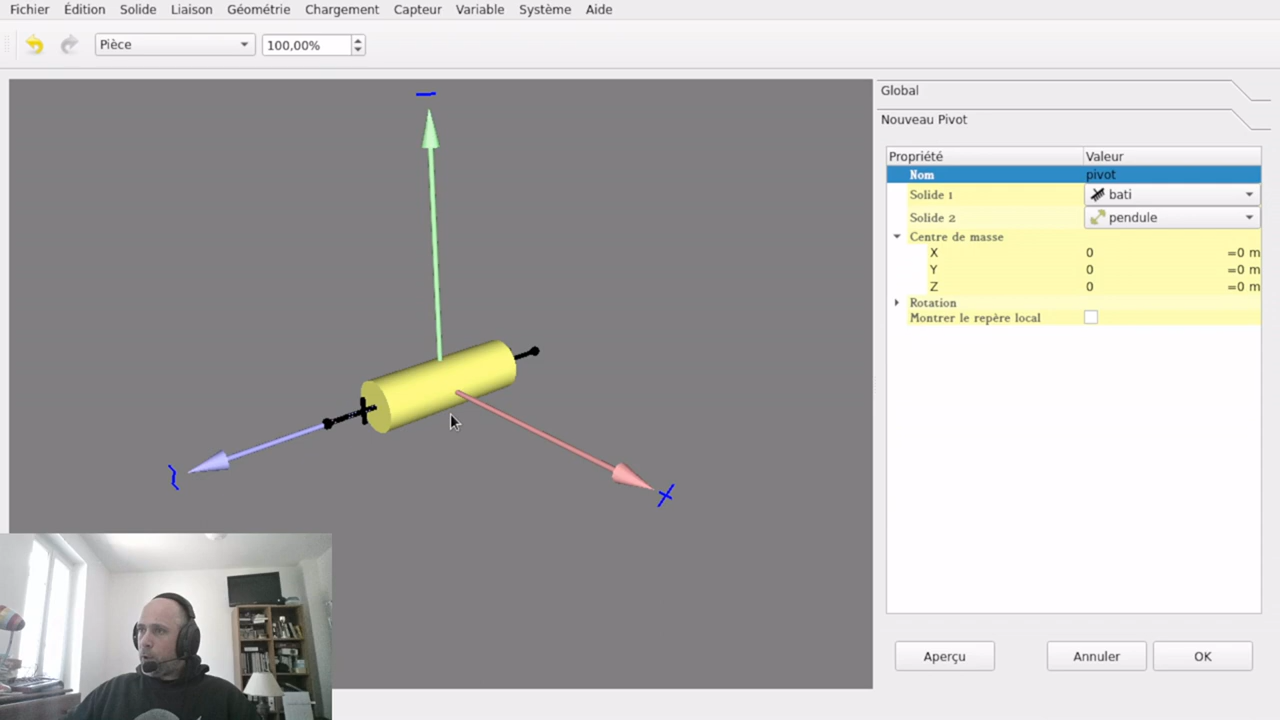 Fichier Édition Solide Liaison Géométrie Chargement Capteur Variable Système Aide
Pièce 100,00%
Global
Nouveau Pivot
Propriété Valeur
Nom pivot
Solide 1 bati
Solide 2 pendule
Centre de masse
X 0 =0 m
Y 0 =0 m
Z 0 =0 m
Rotation
Montrer le repère local
X
Aperçu Annuler OK